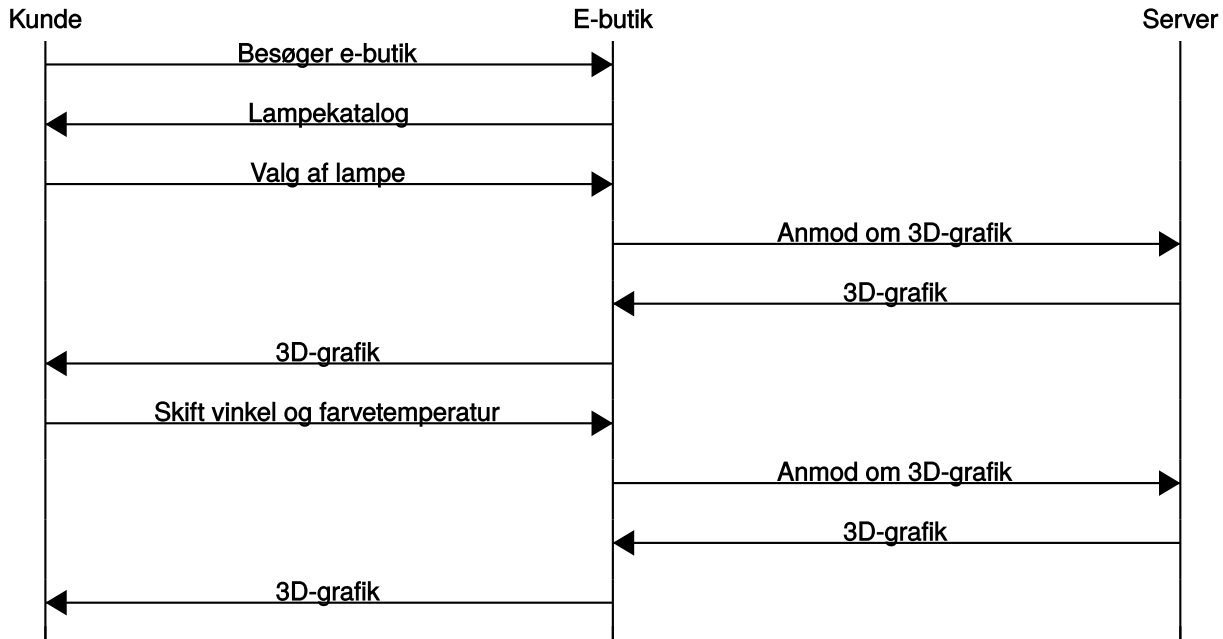 Kunde
E-butik
Server
Besøger e-butik
Lampekatalog
Valg af lampe
Anmod om 3D-grafik
3D-grafik
3D-grafik
Skift vinkel og farvetemperatur
Anmod om 3D-grafik
3D-grafik
3D-grafik